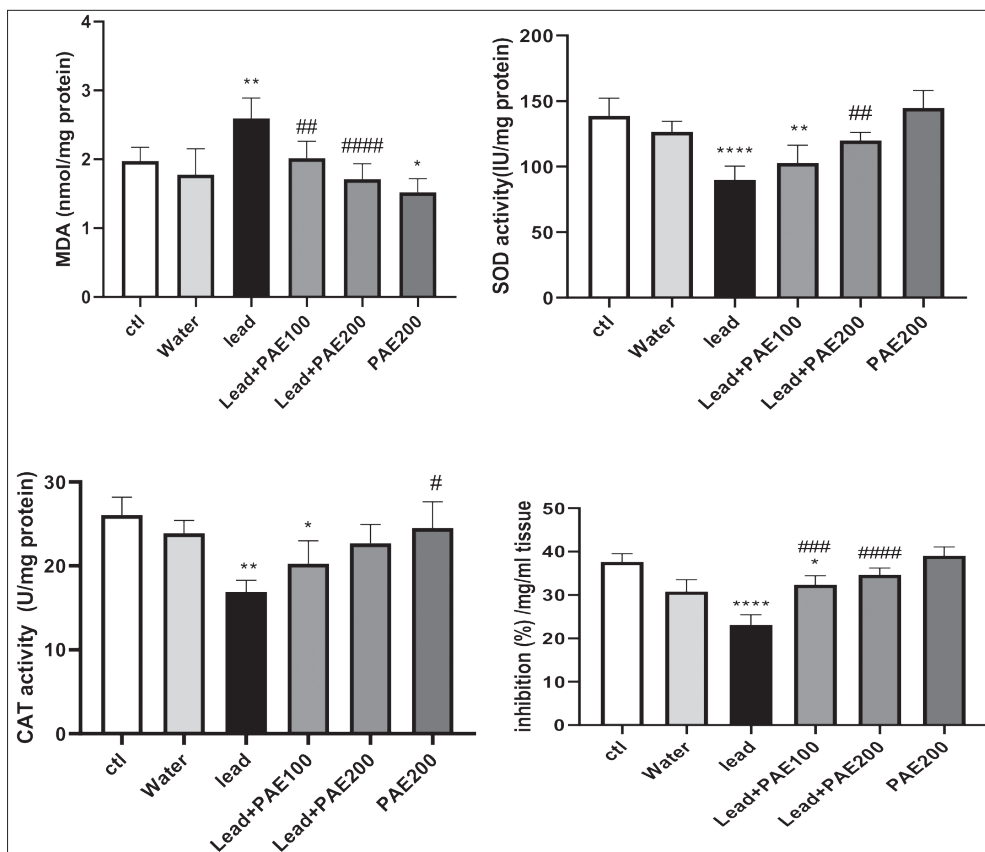 MDA (nmol/mg protein)
4
3
2
1
0
**
##
####
*
ctl
Water
lead
Lead+PAE100
Lead+PAE200
PAE200
SOD activity(IU/mg protein)
200
150
100
50
0
****
**
##
ctl
Water
lead
Lead+PAE100
Lead+PAE200
PAE200
CAT activity (U/mg protein)
30
20
10
0
**
*
#
ctl
Water
lead
Lead+PAE100
Lead+PAE200
PAE200
inhibition (%) /mg/ml tissue
50
40
30
20
10
0
****
###
*
####
ctl
Water
lead
Lead+PAE100
Lead+PAE200
PAE200